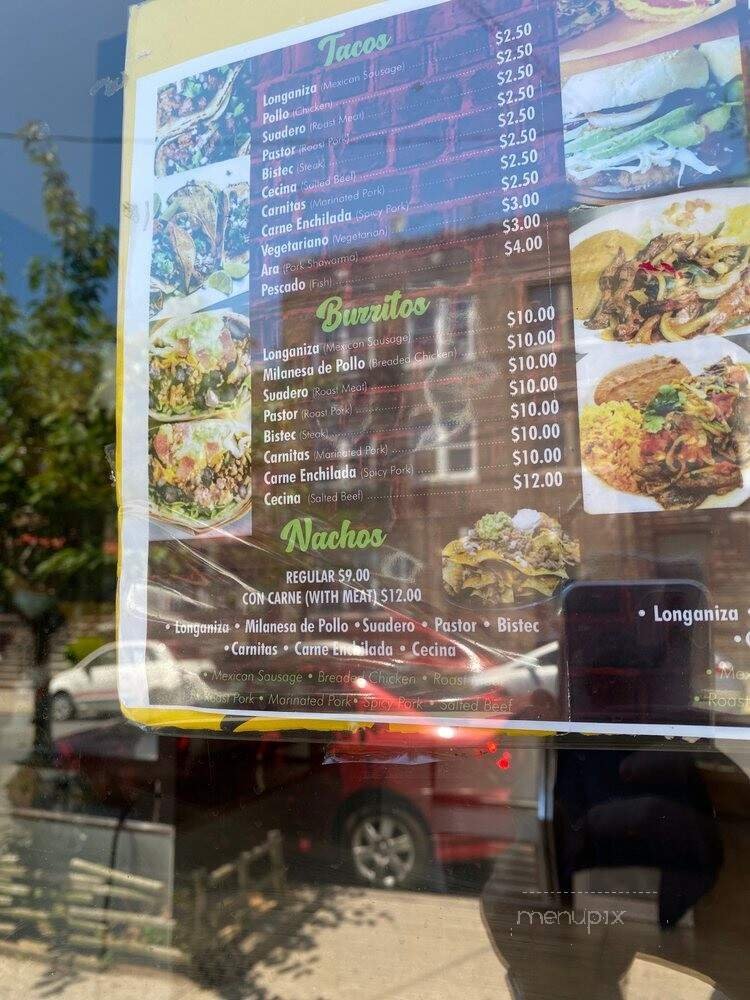 Tacos
Longaniza (Mexican Sausage) $2.50
Pollo (Chicken) $2.50
Suadero (Roast Meat) $2.50
Pastor (Roast Pork) $2.50
Bistec (Steak) $2.50
Cecina (Salted Beef) $2.50
Carnitas (Marinated Pork) $2.50
Carne Enchilada (Spicy Pork) $2.50
Vegetariano (Vegetarian) $3.00
Ara (Pork Shawarma) $3.00
Pescado (Fish) $4.00
Burritos
Longaniza (Mexican Sausage) $10.00
Milanesa de Pollo (Breaded Chicken) $10.00
Suadero (Roast Meat) $10.00
Pastor (Roast Pork) $10.00
Bistec (Steak) $10.00
Carnitas (Marinated Pork) $10.00
Carne Enchilada (Spicy Pork) $10.00
Cecina (Salted Beef) $12.00
Nachos
REGULAR $9.00
CON CARNE (WITH MEAT) $12.00
• Longaniza • Milanesa de Pollo •Suadero • Pastor • Bistec
•Carnitas • Carne Enchilada • Cecina
• Mexican Sausage • Breaded Chicken • Roast
• Roast Pork • Marinated Pork • Spicy Pork • Salted Beef
• Longaniza
• Roast
menupix